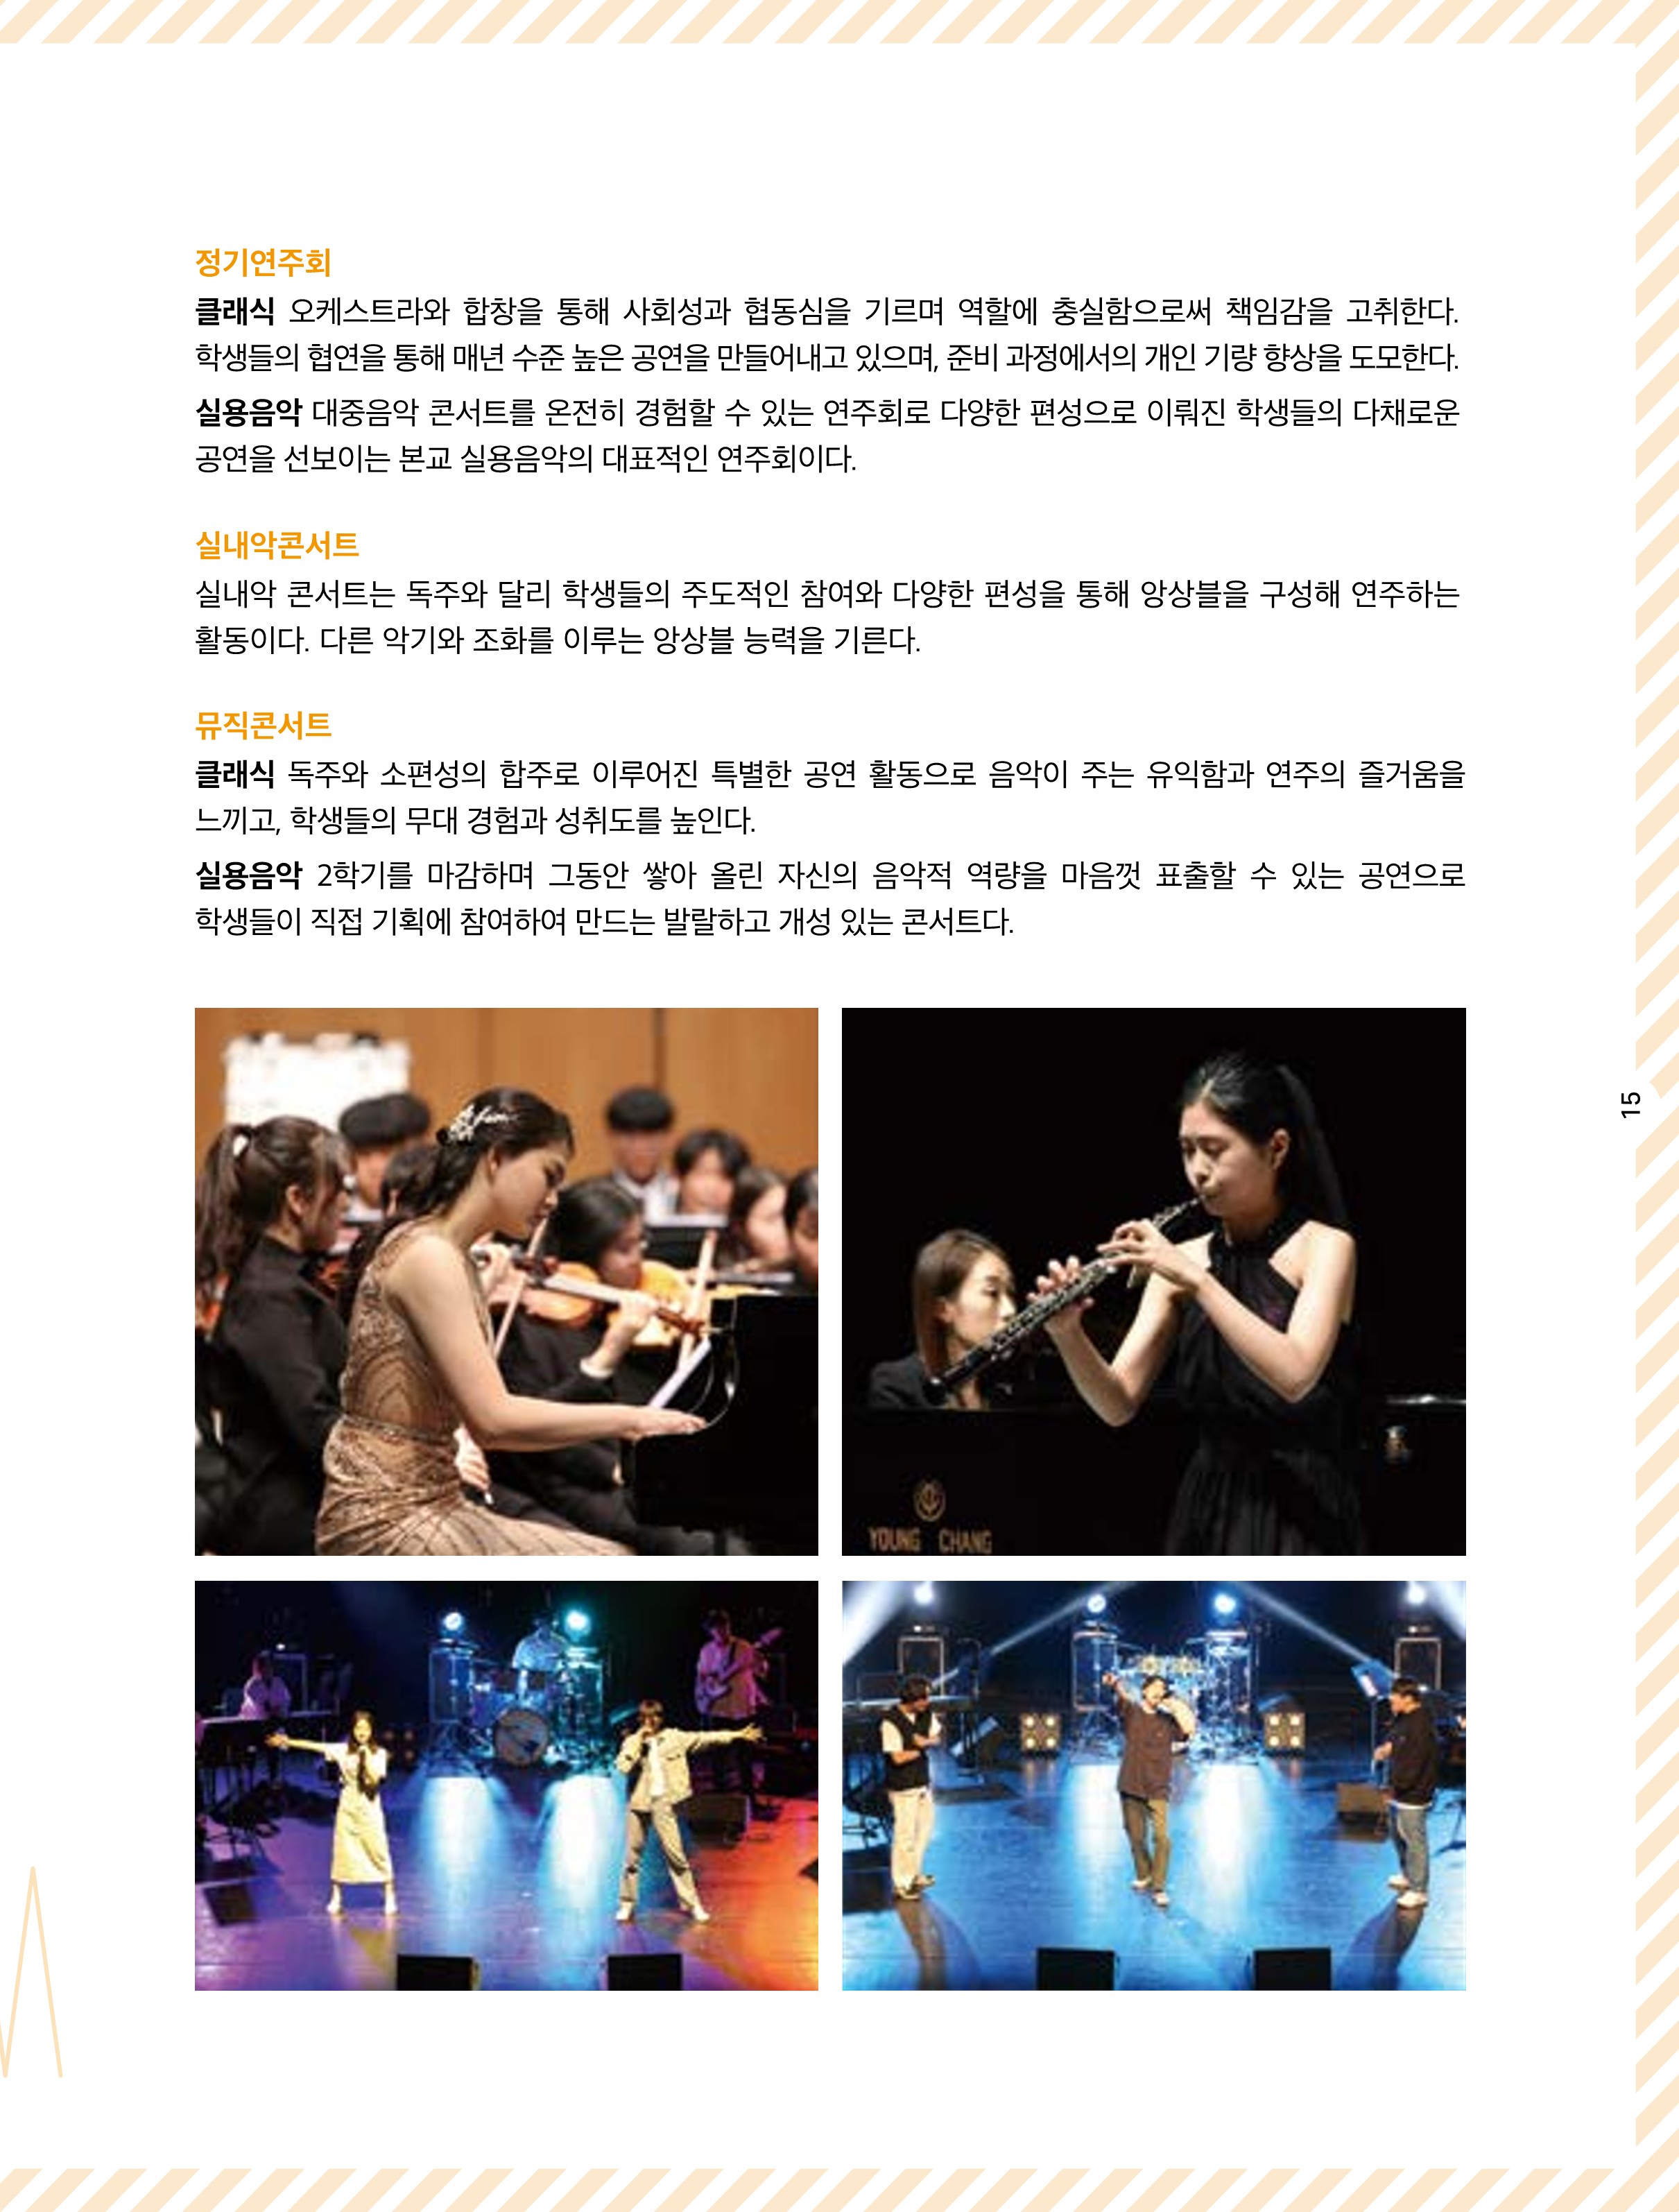 정기연주회
클래식 오케스트라와 합창을 통해 사회성과 협동심을 기르며 역할에 충실함으로써 책임감을 고취한다.
학생들의 협연을 통해 매년 수준 높은 공연을 만들어내고 있으며, 준비 과정에서의 개인 기량 향상을 도모한다.
실용음악 대중음악 콘서트를 온전히 경험할 수 있는 연주회로 다양한 편성으로 이뤄진 학생들의 다채로운
공연을 선보이는 본교 실용음악의 대표적인 연주회이다.
실내악콘서트
실내악 콘서트는 독주와 달리 학생들의 주도적인 참여와 다양한 편성을 통해 앙상블을 구성해 연주하는
활동이다. 다른 악기와 조화를 이루는 앙상블 능력을 기른다.
뮤직콘서트
클래식 독주와 소편성의 합주로 이루어진 특별한 공연 활동으로 음악이 주는 유익함과 연주의 즐거움을
느끼고, 학생들의 무대 경험과 성취도를 높인다.
실용음악 2학기를 마감하며 그동안 쌓아 올린 자신의 음악적 역량을 마음껏 표출할 수 있는 공연으로
학생들이 직접 기획에 참여하여 만드는 발랄하고 개성 있는 콘서트다.
YOUNG CHANG
15